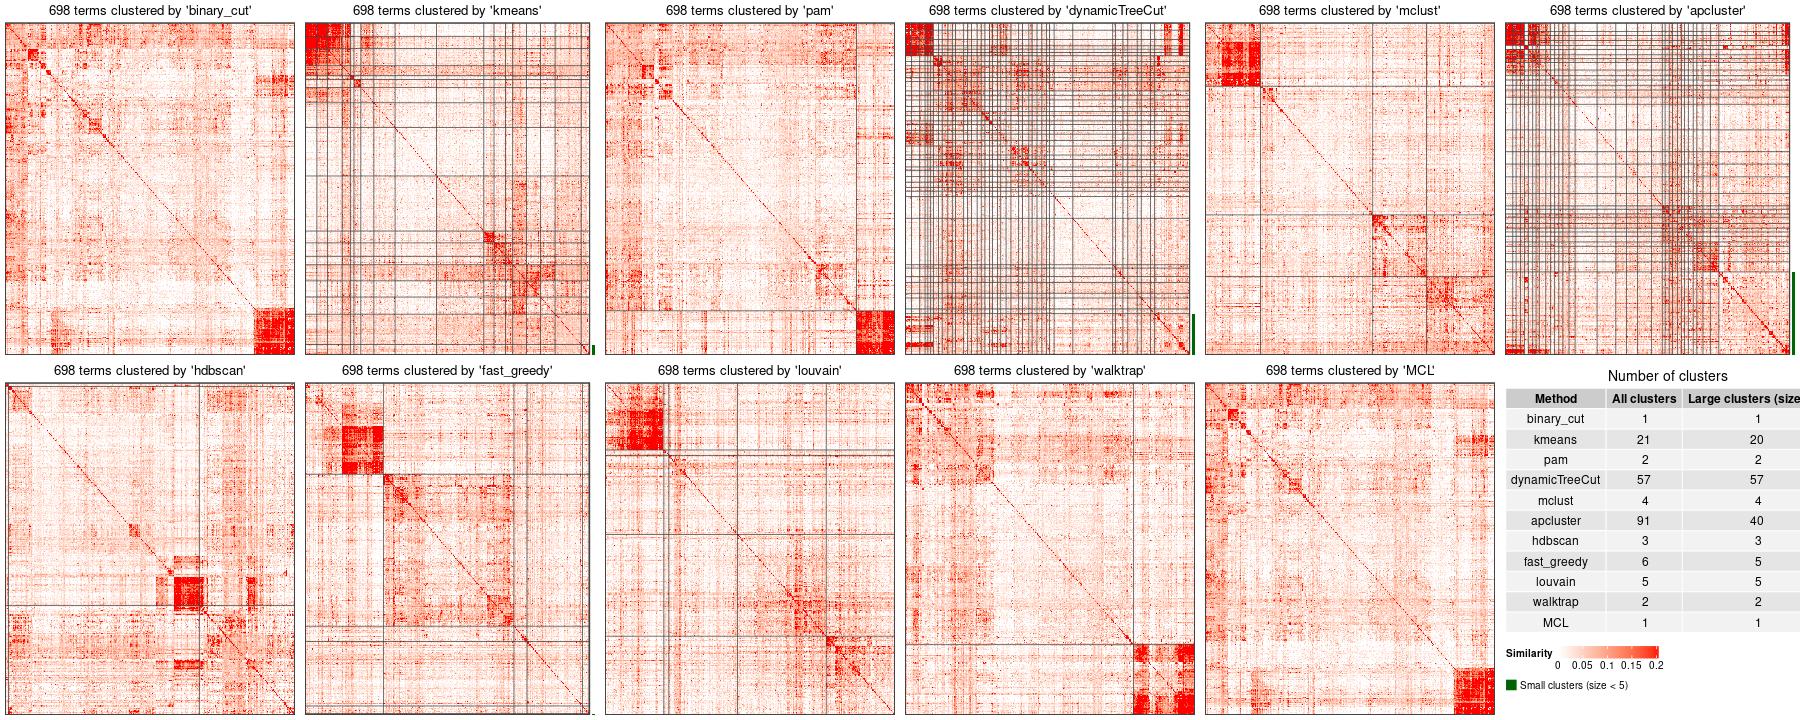 698 terms clustered by 'binary_cut'
698 terms clustered by 'kmeans'
698 terms clustered by 'pam'
698 terms clustered by 'dynamicTreeCut'
698 terms clustered by 'mclust'
698 terms clustered by 'apcluster'
698 terms clustered by 'hdbscan'
698 terms clustered by 'fast_greedy'
698 terms clustered by 'louvain'
698 terms clustered by 'walktrap'
698 terms clustered by 'MCL'
Number of clusters
Method All clusters Large clusters (size
binary_cut 1 1
kmeans 21 20
pam 2 2
dynamicTreeCut 57 57
mclust 4 4
apcluster 91 40
hdbscan 3 3
fast_greedy 6 5
louvain 5 5
walktrap 2 2
MCL 1 1
Similarity
0 0.05 0.1 0.15 0.2
Small clusters (size < 5)